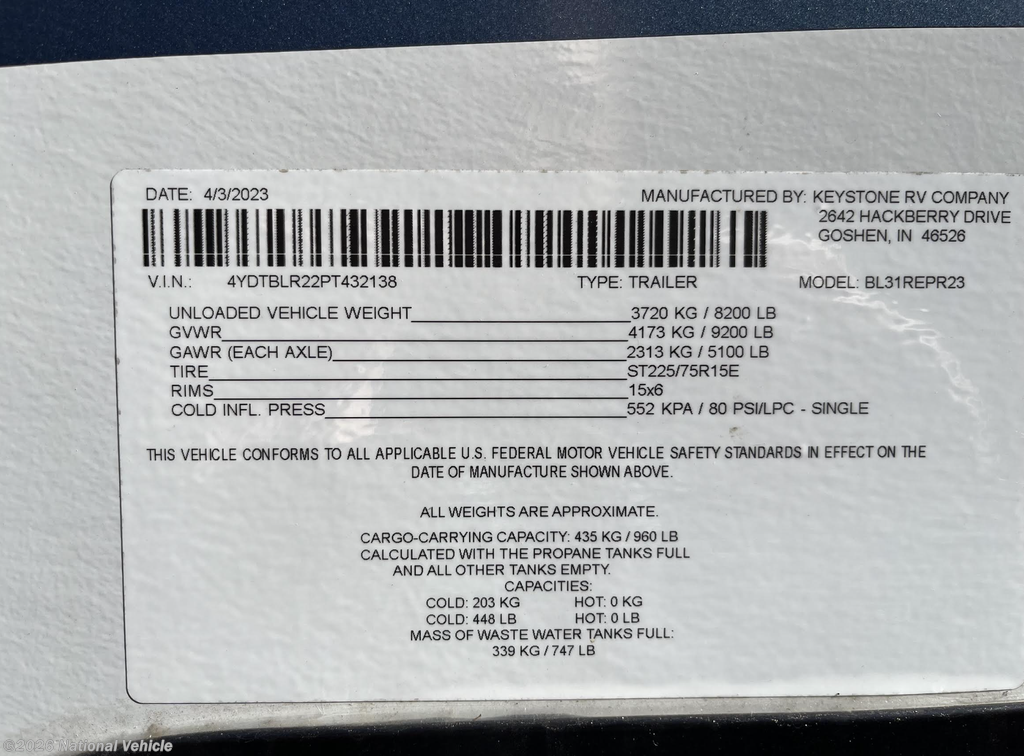 DATE: 4/3/2023
MANUFACTURED BY: KEYSTONE RV COMPANY
2642 HACKBERRY DRIVE
GOSHEN, IN 46526
V.I.N.: 4YDTBLR22PT432138 TYPE: TRAILER MODEL: BL31REPR23
UNLOADED VEHICLE WEIGHT 3720 KG / 8200 LB
GVWR 4173 KG / 9200 LB
GAWR (EACH AXLE) 2313 KG / 5100 LB
TIRE ST225/75R15E
RIMS 15x6
COLD INFL. PRESS 552 KPA / 80 PSI/LPC - SINGLE
THIS VEHICLE CONFORMS TO ALL APPLICABLE U.S. FEDERAL MOTOR VEHICLE SAFETY STANDARDS IN EFFECT ON THE
DATE OF MANUFACTURE SHOWN ABOVE.
ALL WEIGHTS ARE APPROXIMATE.
CARGO-CARRYING CAPACITY: 435 KG / 960 LB
CALCULATED WITH THE PROPANE TANKS FULL
AND ALL OTHER TANKS EMPTY.
CAPACITIES:
COLD: 203 KG HOT: 0 KG
COLD: 448 LB HOT: 0 LB
MASS OF WASTE WATER TANKS FULL:
339 KG / 747 LB
©2026 National Vehicle